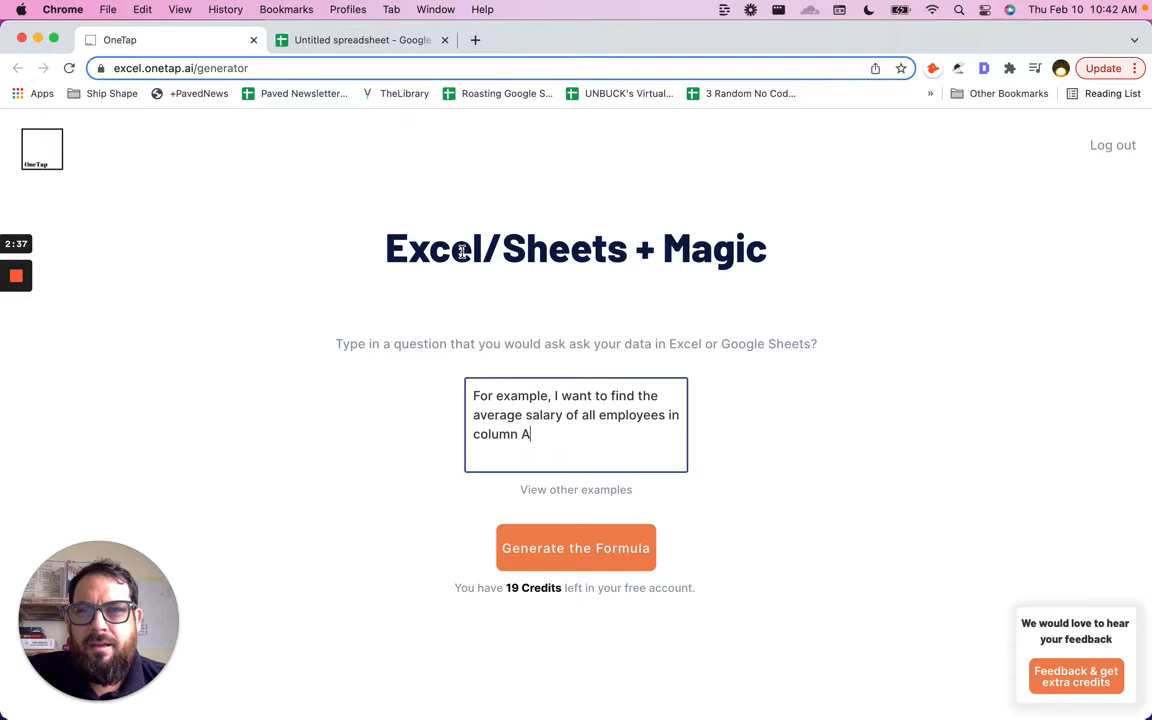 Chrome File Edit View History Bookmarks Profiles Tab Window Help Thu Feb 10 10:42 AM
OneTap Untitled spreadsheet - Google
excel.onetap.ai/generator Update
Apps Ship Shape +PavedNews Paved Newsletter... TheLibrary Roasting Google S... UNBUCK's Virtual... 3 Random No Cod... » Other Bookmarks Reading List
OneTap
Log out
2:37
Excel/Sheets + Magic
Type in a question that you would ask ask your data in Excel or Google Sheets?
For example, I want to find the
average salary of all employees in
column A
View other examples
Generate the Formula
You have 19 Credits left in your free account.
We would love to hear
your feedback
Feedback & get
extra credits